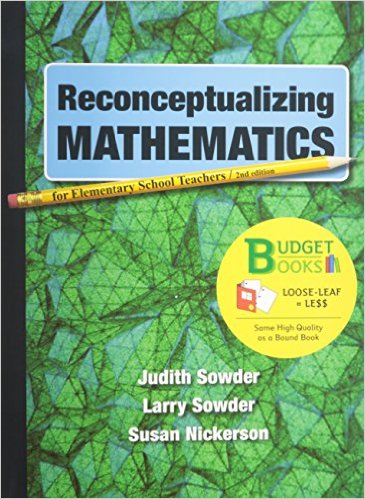 Reconceptualizing
MATHEMATICS
for Elementary School Teachers / 2nd edition
BUDGET
BOOKS
LOOSE-LEAF
= LE$$
Same High Quality
as a Bound Book
Judith Sowder
Larry Sowder
Susan Nickerson